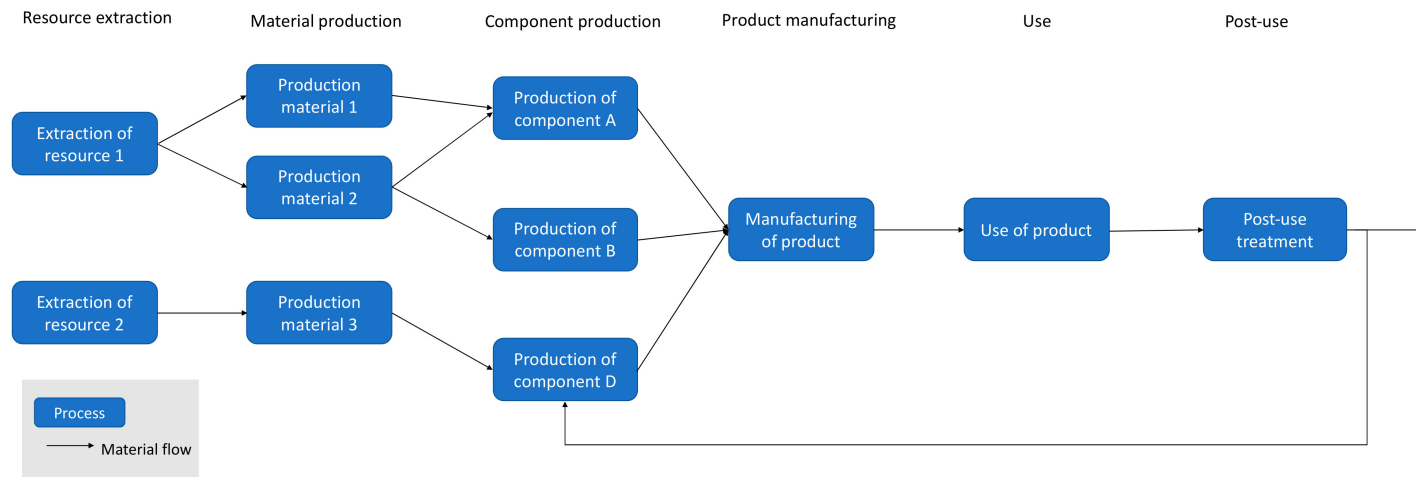 Resource extraction
Material production
Component production
Product manufacturing
Use
Post-use
Extraction of
resource 1
Production
material 1
Production
material 2
Production of
component A
Production of
component B
Manufacturing
of product
Use of product
Post-use
treatment
Extraction of
resource 2
Production
material 3
Production of
component D
Process
Material flow